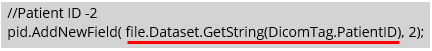 //Patient ID -2
pid.AddNewField( file.Dataset.GetString(DicomTag.PatientID), 2);